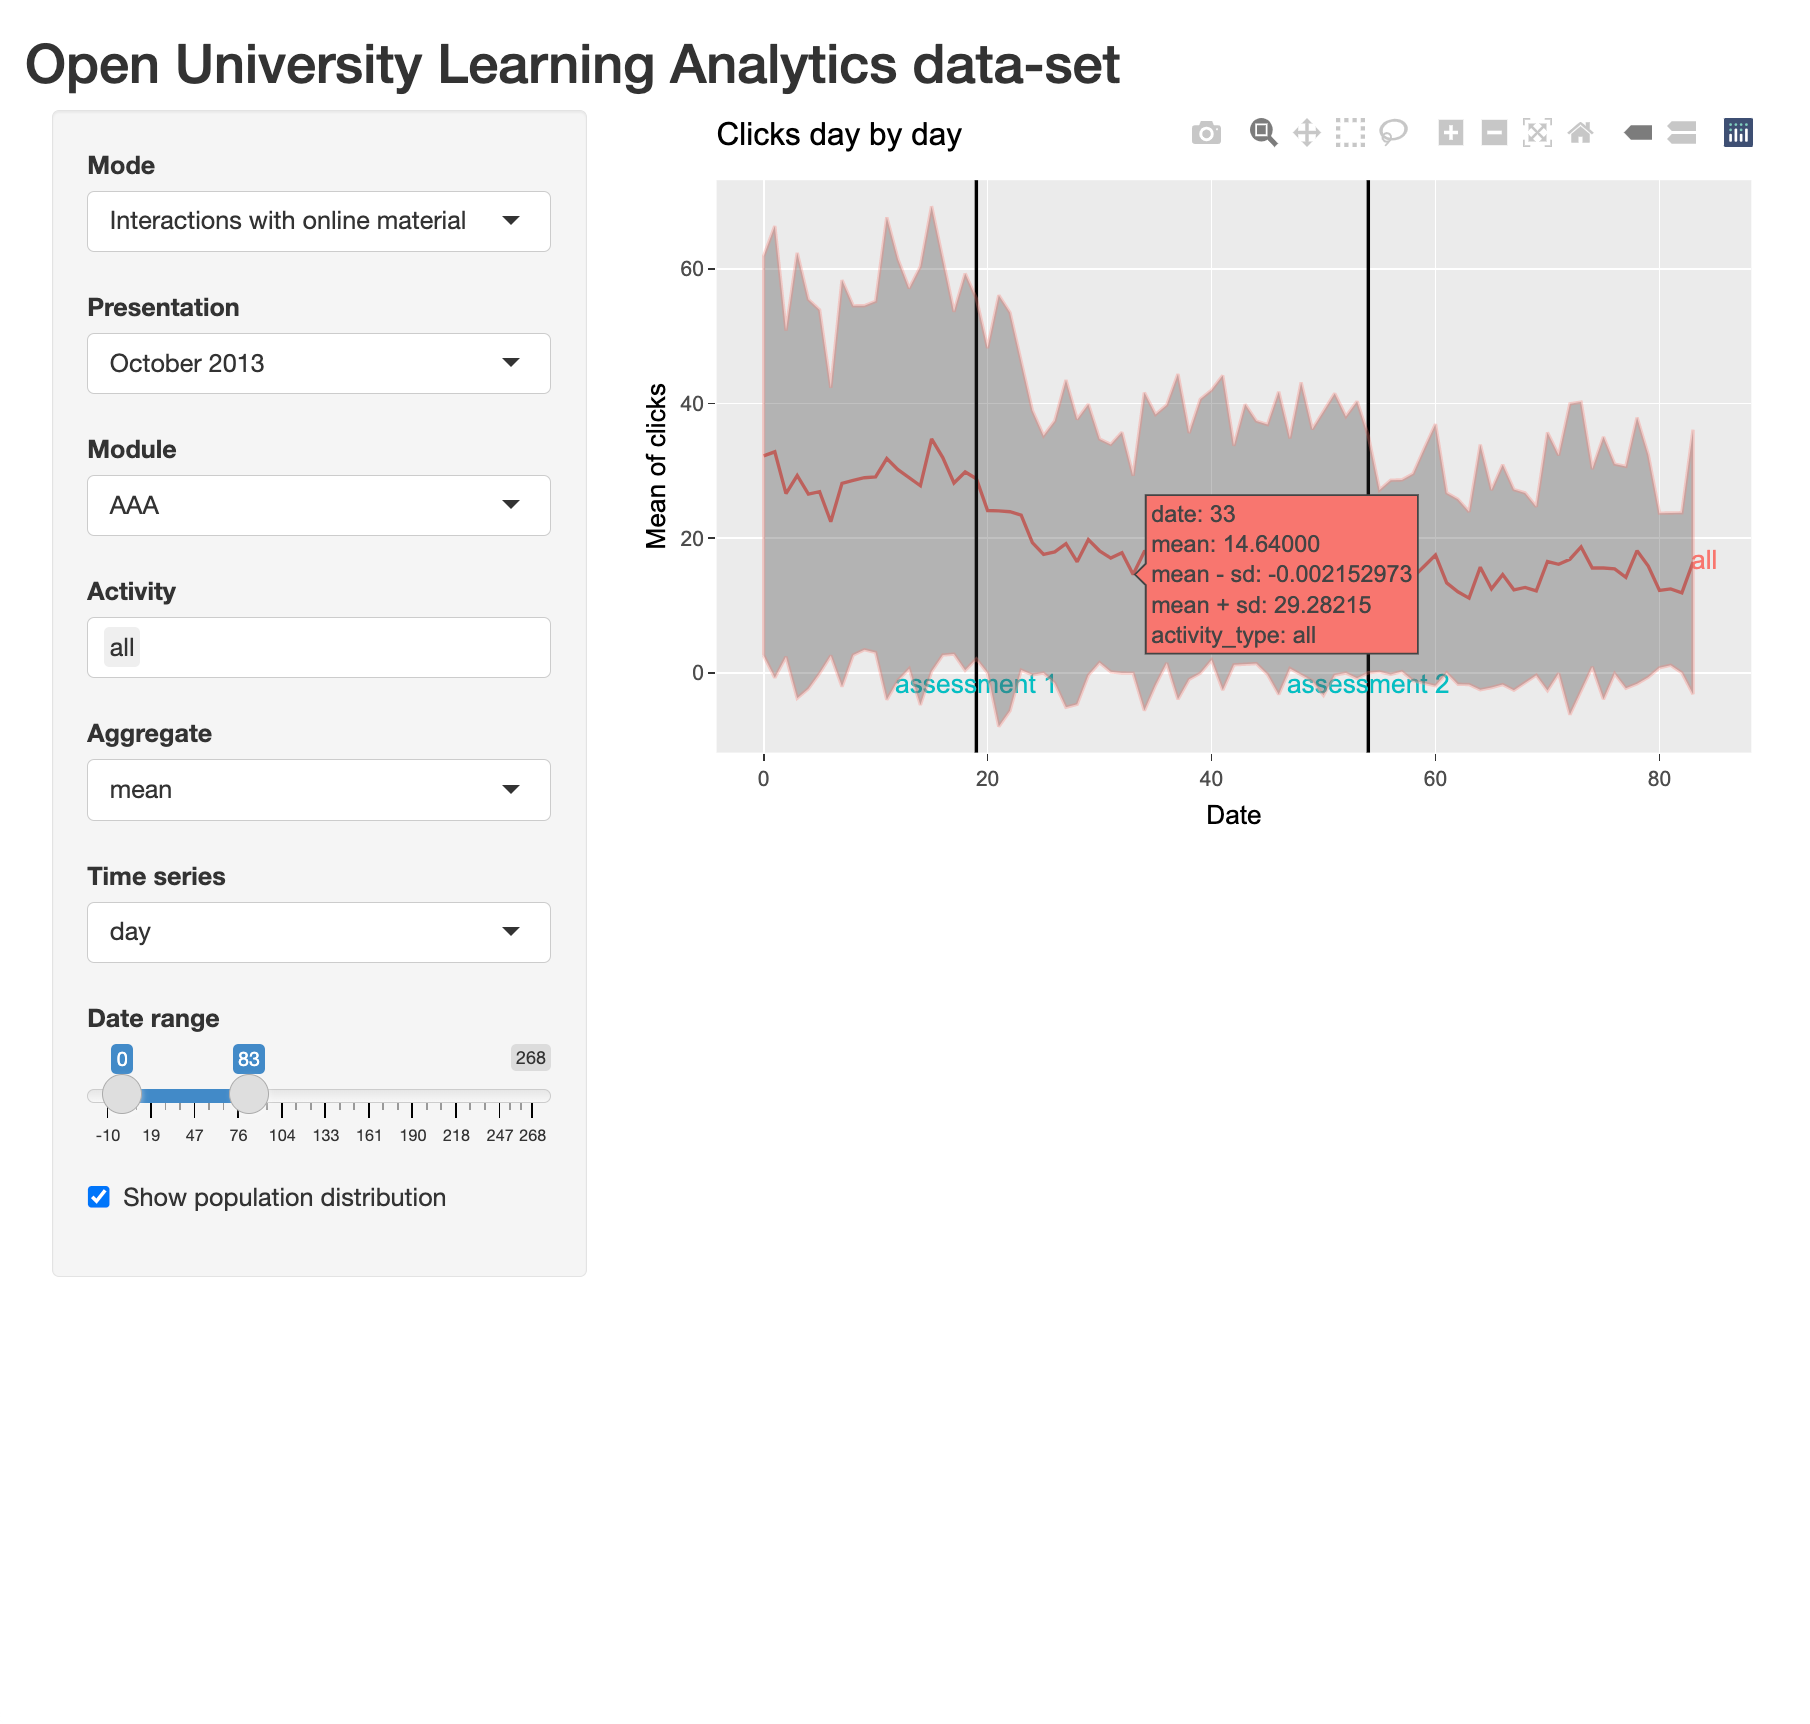 Open University Learning Analytics data-set
Mode
Interactions with online material
Presentation
October 2013
Module
AAA
Activity
all
Aggregate
mean
Time series
day
Date range
0
83
268
-10 19 47 76 104 133 161 190 218 247 268
Show population distribution
Clicks day by day
Mean of clicks
60
40
20
0
date: 33
mean: 14.64000
mean - sd: -0.002152973
mean + sd: 29.28215
activity_type: all
all
assessment 1
assessment 2
0 20 40 60 80
Date